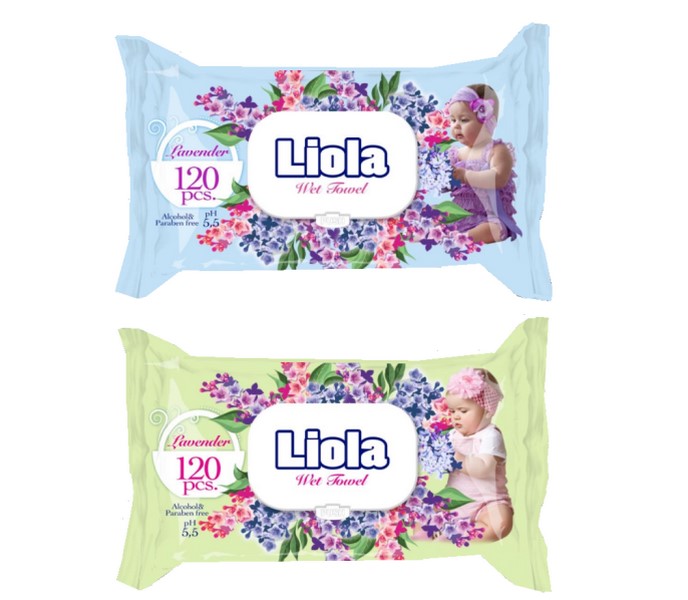 Liola
Wet Towel
Lavender
120
pcs.
Alcohol&
Paraben free
pH
5,5
Liola
Wet Towel
Lavender
120
pcs.
Alcohol&
Paraben free
pH
5,5